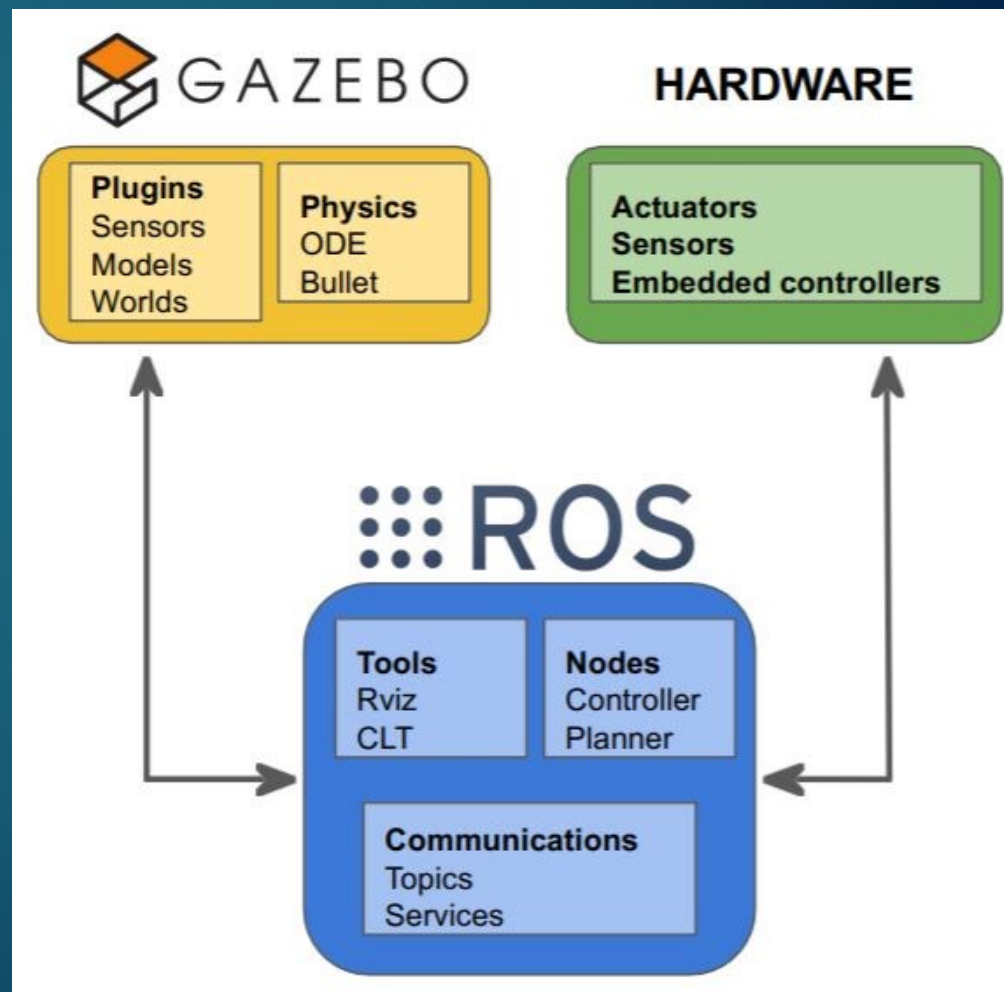 GAZEBO
HARDWARE
Plugins
Sensors
Models
Worlds
Physics
ODE
Bullet
Actuators
Sensors
Embedded controllers
ROS
Tools
Rviz
CLT
Nodes
Controller
Planner
Communications
Topics
Services